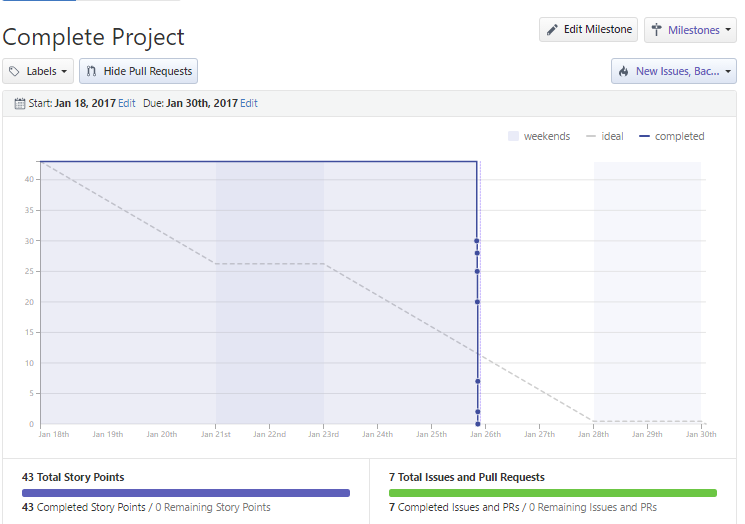 Complete Project
Edit Milestone
Milestones
Labels
Hide Pull Requests
New Issues, Bac...
Start: Jan 18, 2017 Edit Due: Jan 30th, 2017 Edit
weekends ideal completed
40
35
30
25
20
15
10
5
0
Jan 18th Jan 19th Jan 20th Jan 21st Jan 22nd Jan 23rd Jan 24th Jan 25th Jan 26th Jan 27th Jan 28th Jan 29th Jan 30th
43 Total Story Points
43 Completed Story Points / 0 Remaining Story Points
7 Total Issues and Pull Requests
7 Completed Issues and PRs / 0 Remaining Issues and PRs